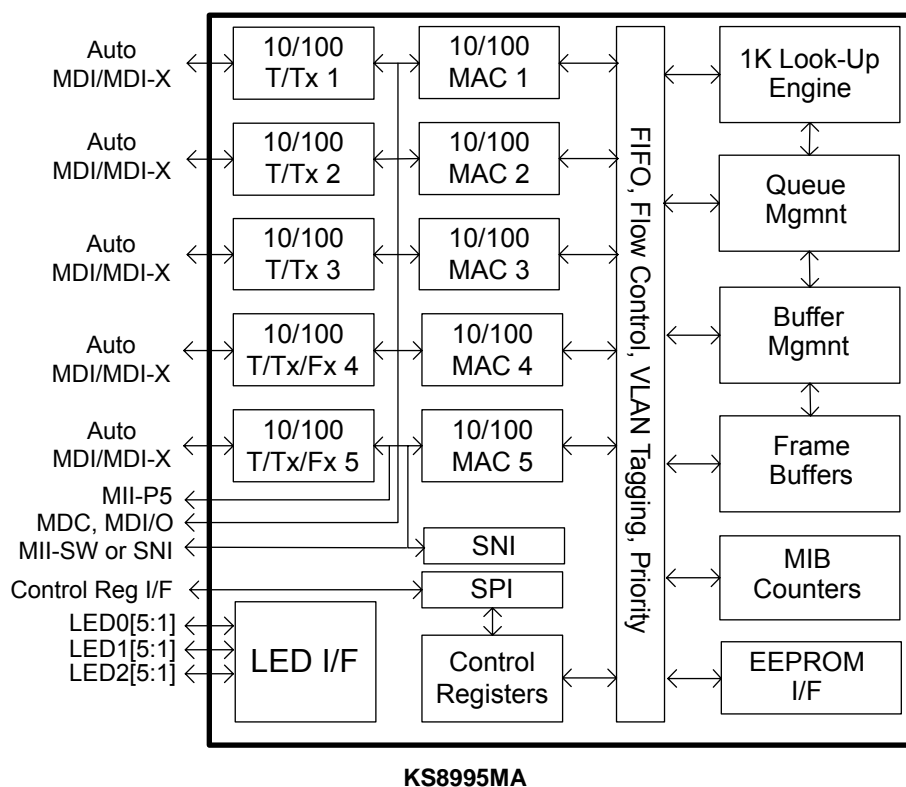 Auto
MDI/MDI-X
10/100
T/Tx 1
10/100
MAC 1
1K Look-Up
Engine
Auto
MDI/MDI-X
10/100
T/Tx 2
10/100
MAC 2
Queue
Mgmnt
Auto
MDI/MDI-X
10/100
T/Tx 3
10/100
MAC 3
Auto
MDI/MDI-X
10/100
T/Tx/Fx 4
10/100
MAC 4
Buffer
Mgmnt
Auto
MDI/MDI-X
10/100
T/Tx/Fx 5
10/100
MAC 5
Frame
Buffers
FIFO, Flow Control, VLAN Tagging, Priority
MII-P5
MDC, MDI/O
MII-SW or SNI
SNI
MIB
Counters
Control Reg I/F
SPI
LED0[5:1]
LED1[5:1]
LED2[5:1]
LED I/F
Control
Registers
EEPROM
I/F
KS8995MA